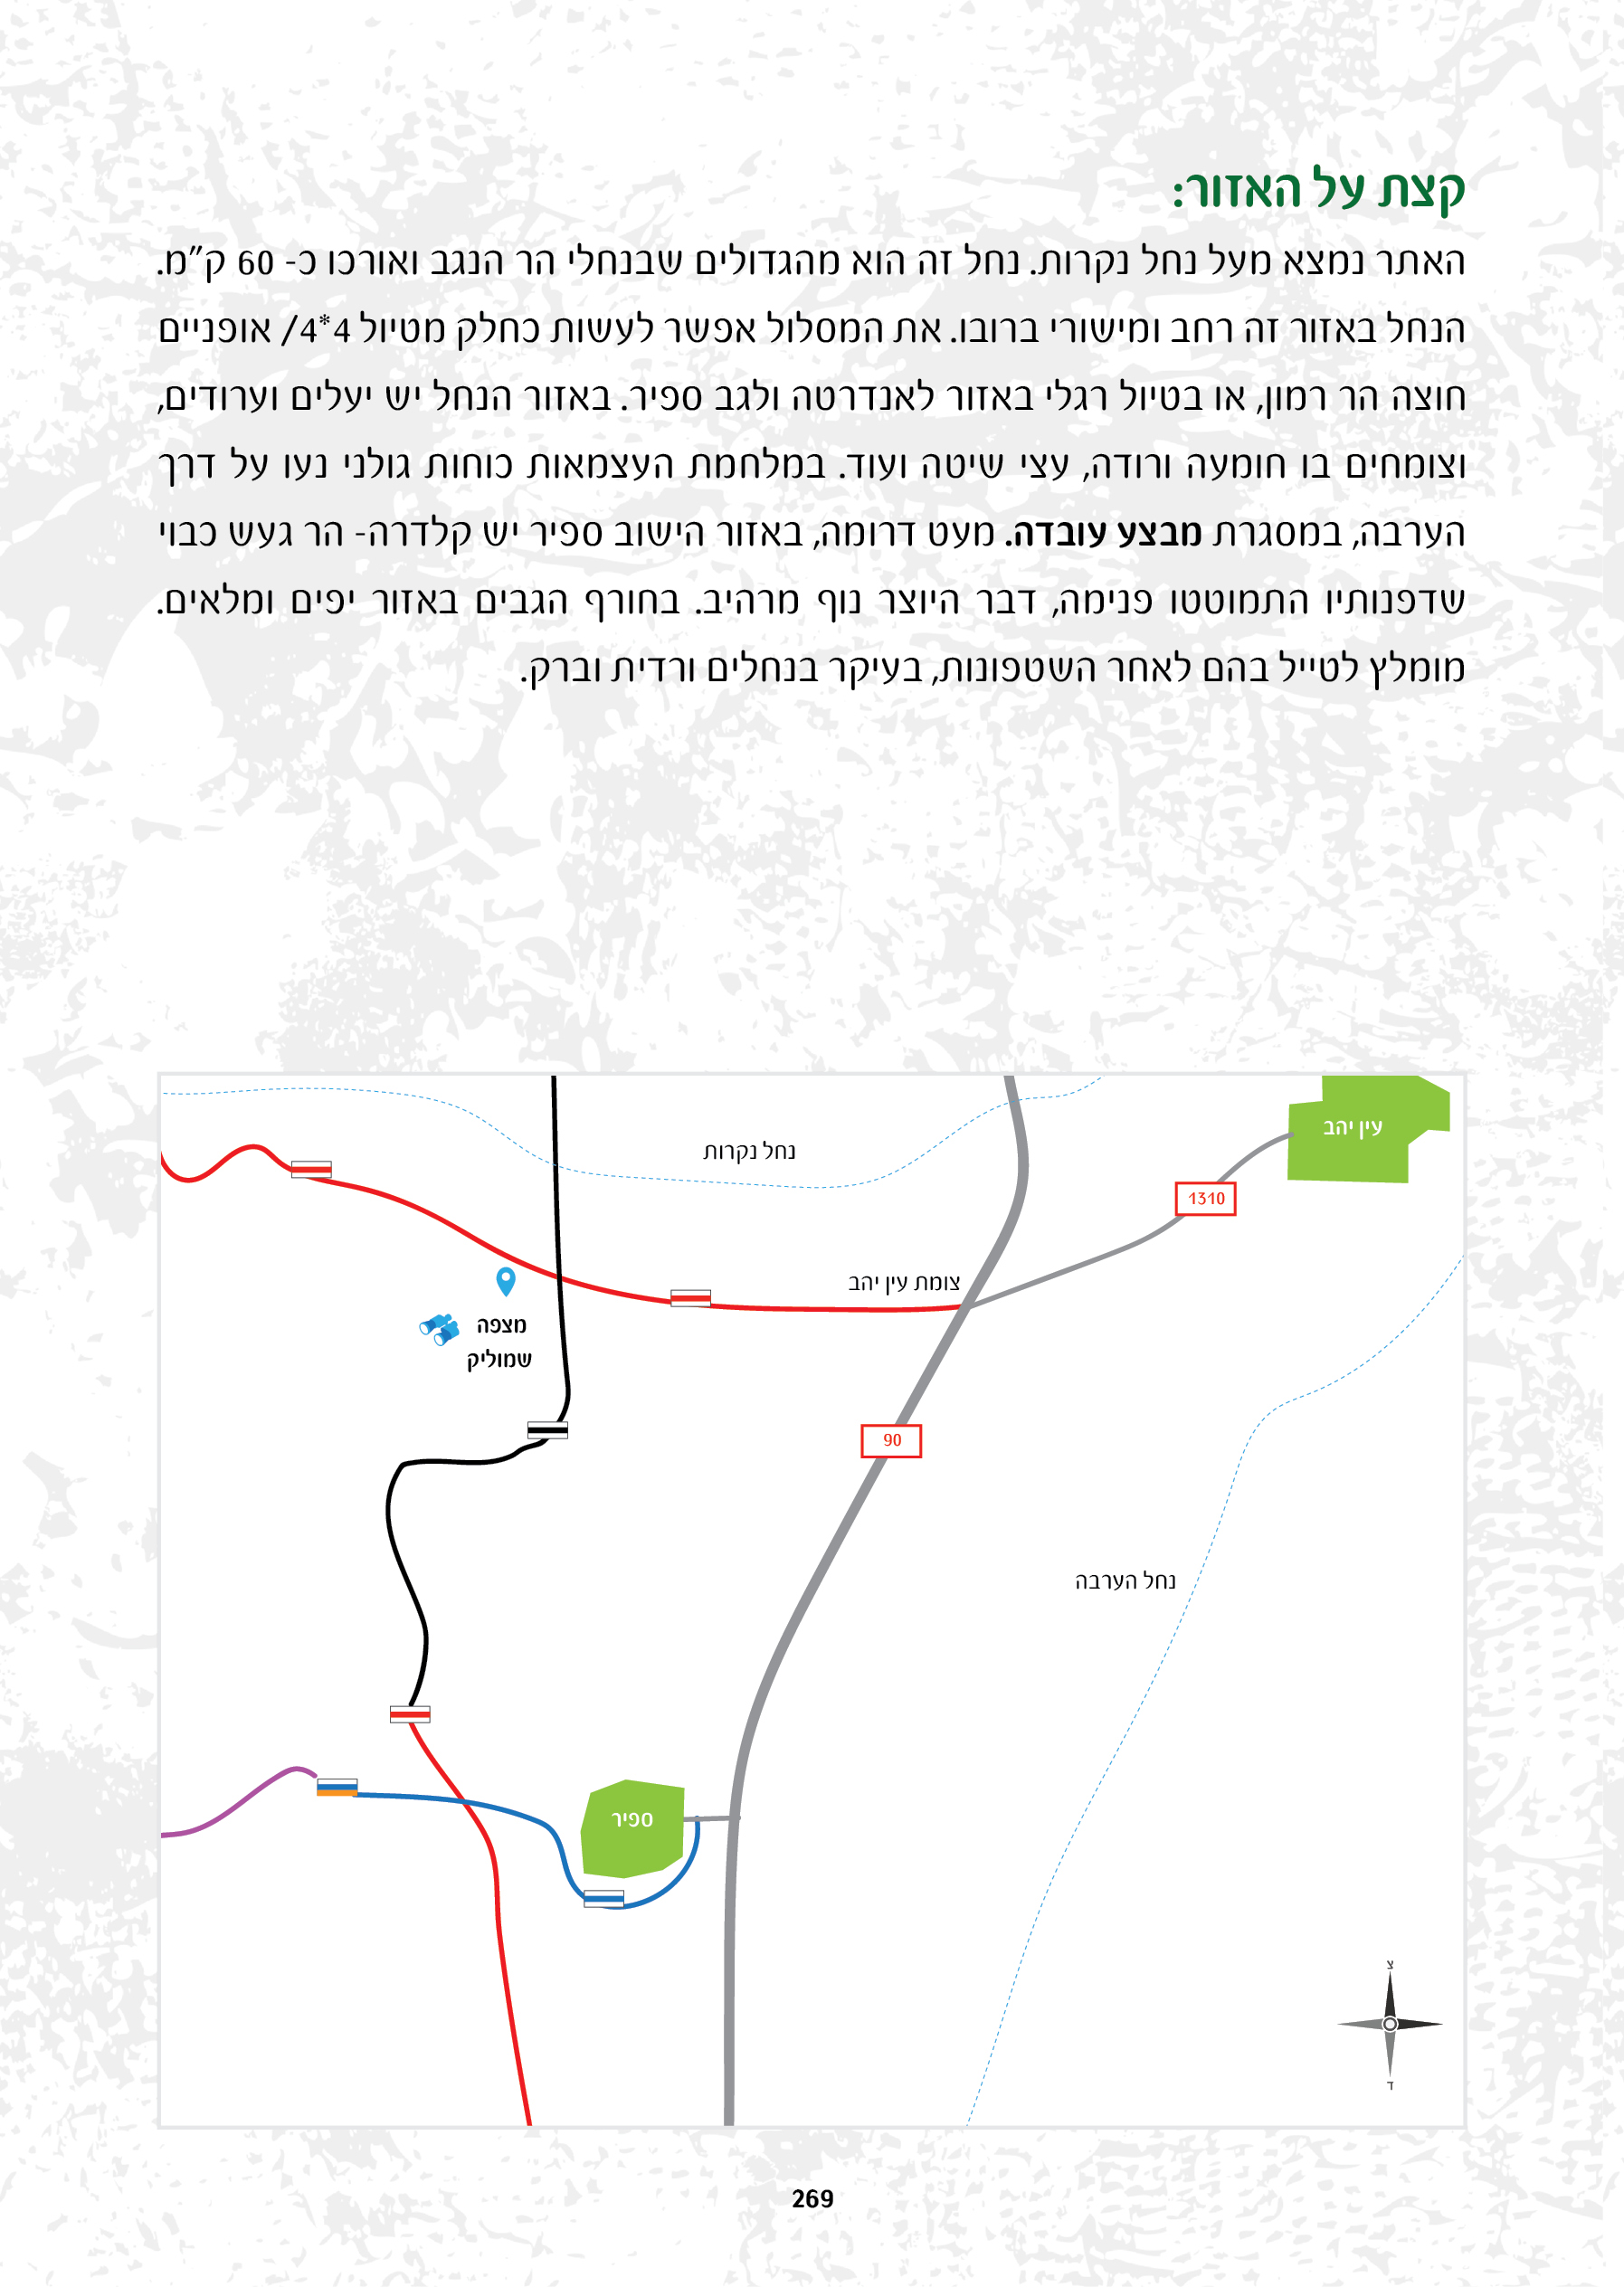 קצת על האזור:
האתר נמצא מעל נחל נקרות. נחל זה הוא מהגדולים שבנחלי הר הנגב ואורכו כ- 60 ק"מ.
הנחל באזור זה רחב ומישורי ברובו. את המסלול אפשר לעשות כחלק מטיול 4*4/ אופניים
חוצה הר רמון, או בטיול רגלי באזור לאנדרטה ולגב ספיר. באזור הנחל יש יעלים וערודים,
וצומחים בו חומעה ורודה, עצי שיטה ועוד. במלחמת העצמאות כוחות גולני נעו על דרך
הערבה, במסגרת מבצע עובדה. מעט דרומה, באזור הישוב ספיר יש קלדרה- הר געש כבוי
שדפנותיו התמוטטו פנימה, דבר היוצר נוף מרהיב. בחורף הגבים באזור יפים ומלאים.
מומלץ לטייל בהם לאחר השטפונות, בעיקר בנחלים ורדית וברק.
עין יהב
נחל נקרות
1310
צומת עין יהב
מצפה
שמוליק
90
נחל הערבה
ספיר
צ
ד
269